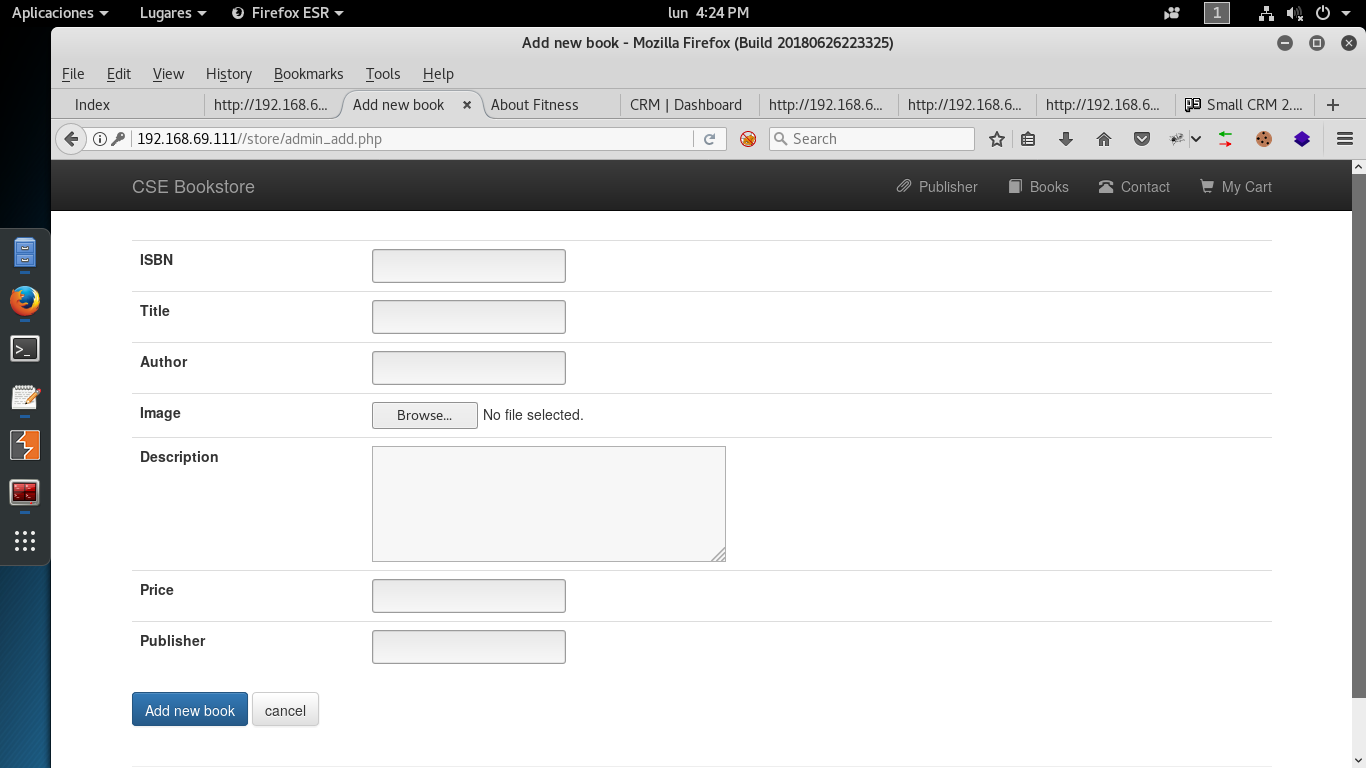 Aplicaciones Lugares Firefox ESR lun 4:24 PM 1
Add new book - Mozilla Firefox (Build 20180626223325)
File Edit View History Bookmarks Tools Help
Index http://192.168.6... Add new book × About Fitness CRM | Dashboard http://192.168.6... http://192.168.6... http://192.168.6... Small CRM 2....
192.168.69.111//store/admin_add.php Search
CSE Bookstore Publisher Books Contact My Cart
ISBN
Title
Author
Image Browse... No file selected.
Description
Price
Publisher
Add new book cancel